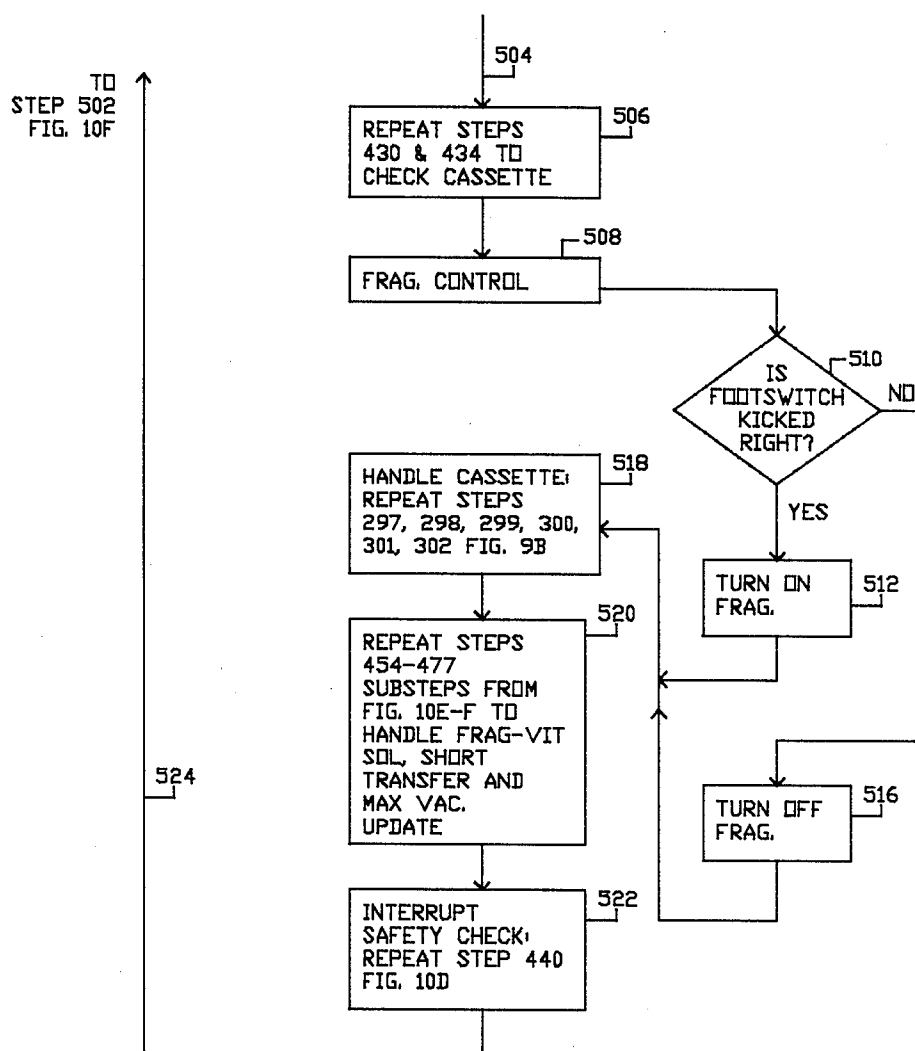 TO
STEP 502
FIG. 10F
504
506
REPEAT STEPS
430 & 434 TO
CHECK CASSETTE
508
FRAG. CONTROL
510
IS
FOOTSWITCH
KICKED
RIGHT?
NO
YES
518
HANDLE CASSETTE:
REPEAT STEPS
297, 298, 299, 300,
301, 302 FIG. 9B
512
TURN ON
FRAG.
520
REPEAT STEPS
454-477
SUBSTEPS FROM
FIG. 10E-F TO
HANDLE FRAG-VIT
SOL, SHORT
TRANSFER AND
MAX VAC.
UPDATE
524
516
TURN OFF
FRAG.
522
INTERRUPT
SAFETY CHECK:
REPEAT STEP 440
FIG. 10D